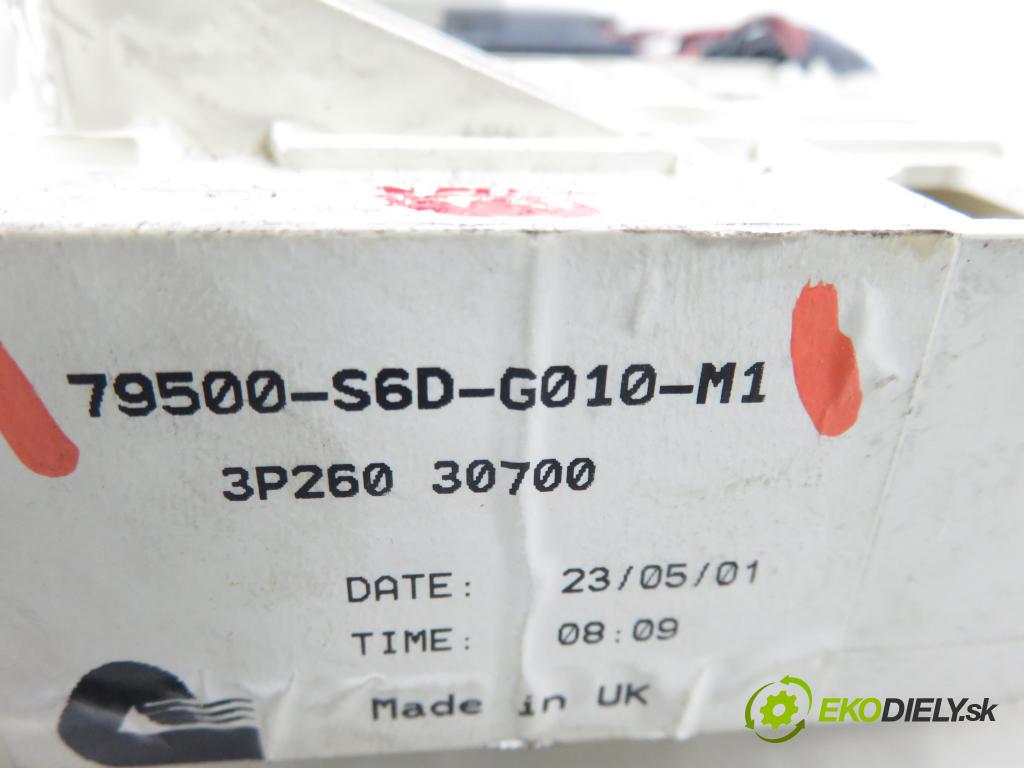 79500-S6D-G010-M1
3P260 30700
DATE: 23/05/01
TIME: 08:09
Made in UK
EKODIELY.sk